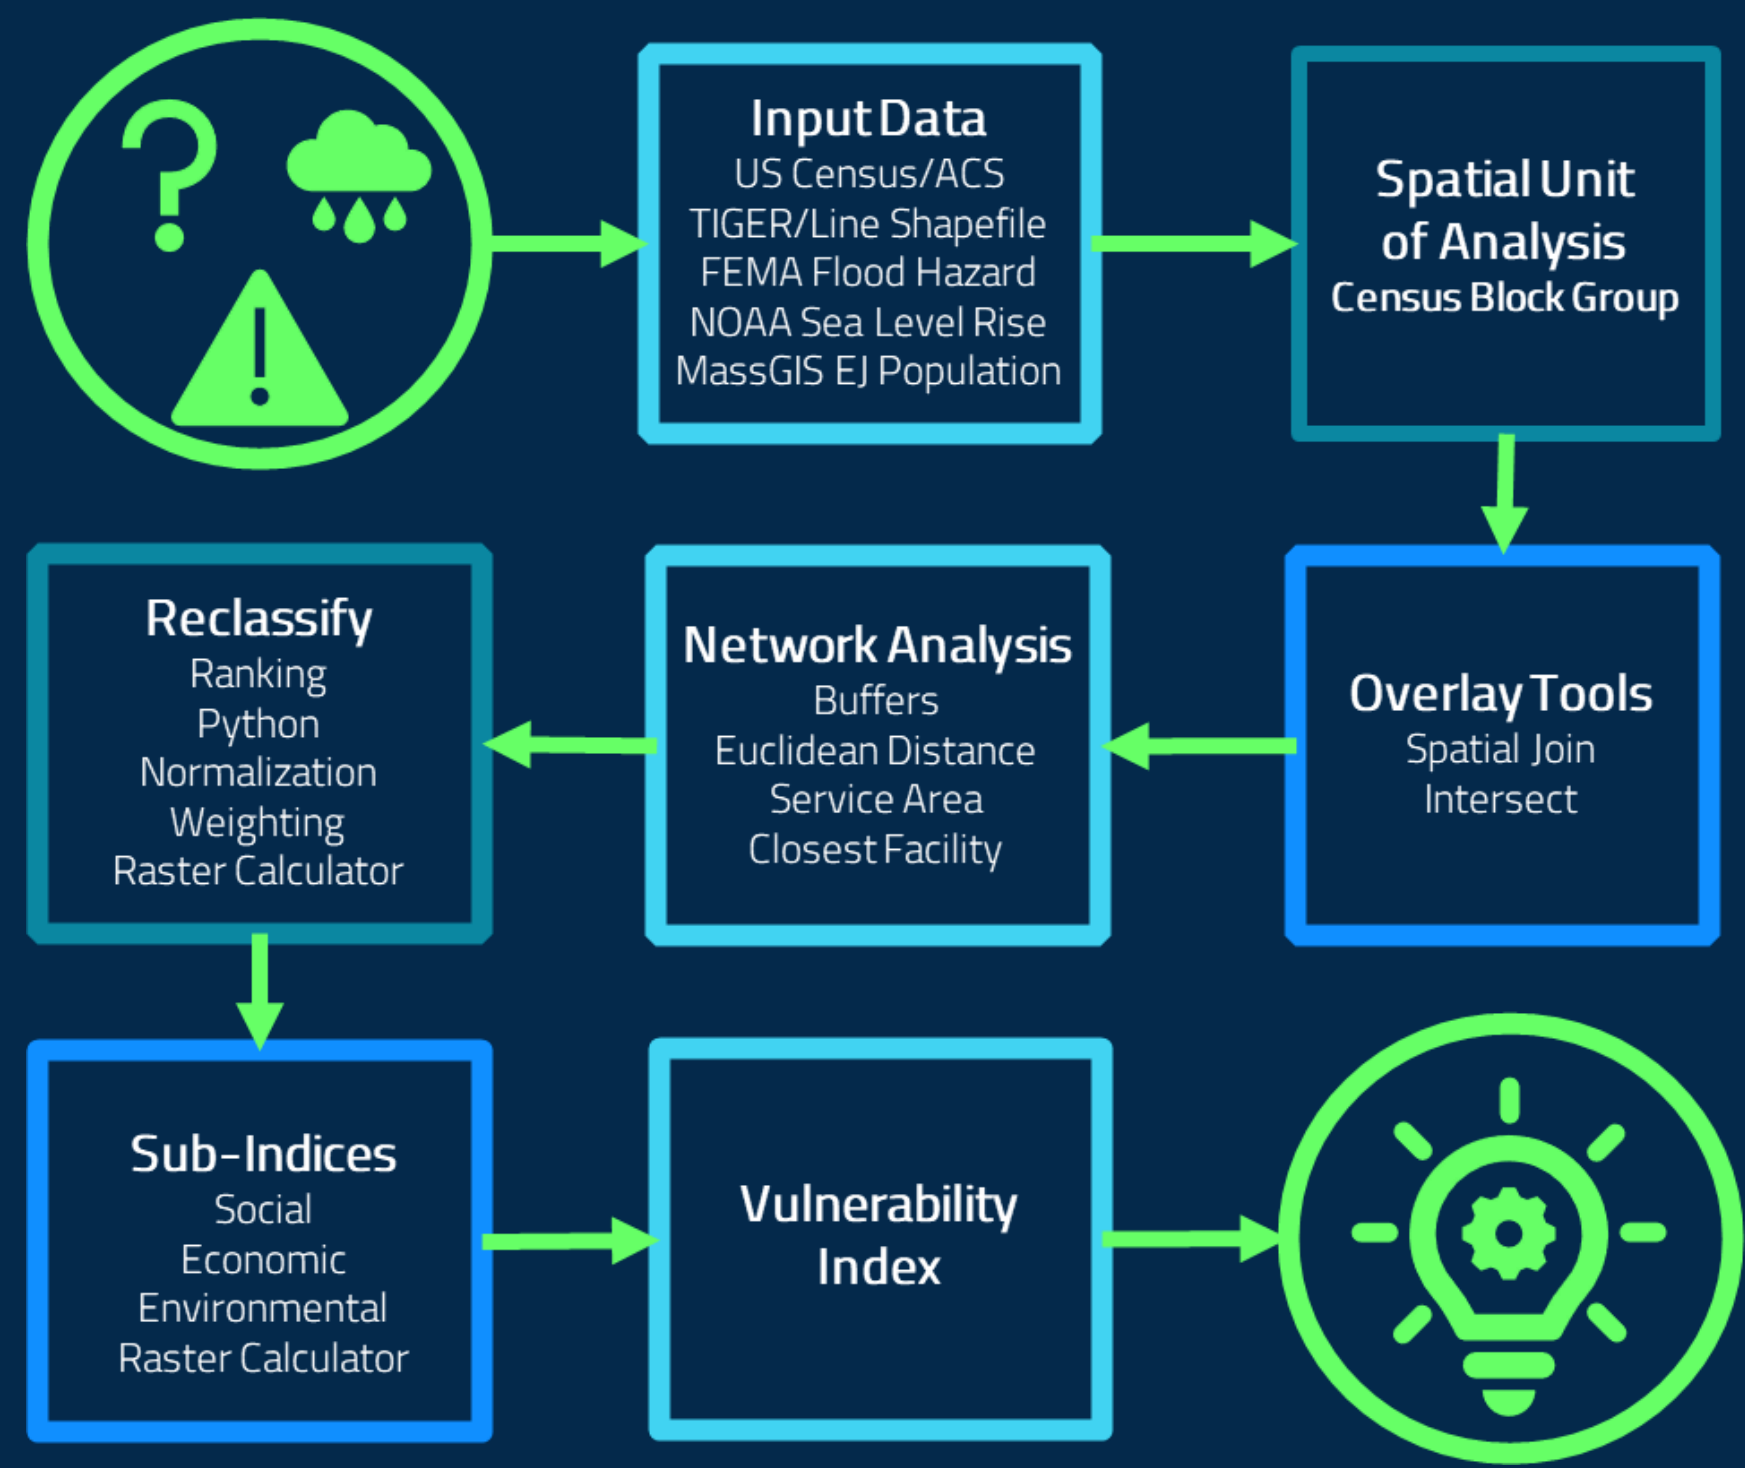 Input Data
US Census/ACS
TIGER/Line Shapefile
FEMA Flood Hazard
NOAA Sea Level Rise
MassGIS EJ Population
Spatial Unit
of Analysis
Census Block Group
Overlay Tools
Spatial Join
Intersect
Network Analysis
Buffers
Euclidean Distance
Service Area
Closest Facility
Reclassify
Ranking
Python
Normalization
Weighting
Raster Calculator
Sub-Indices
Social
Economic
Environmental
Raster Calculator
Vulnerability
Index